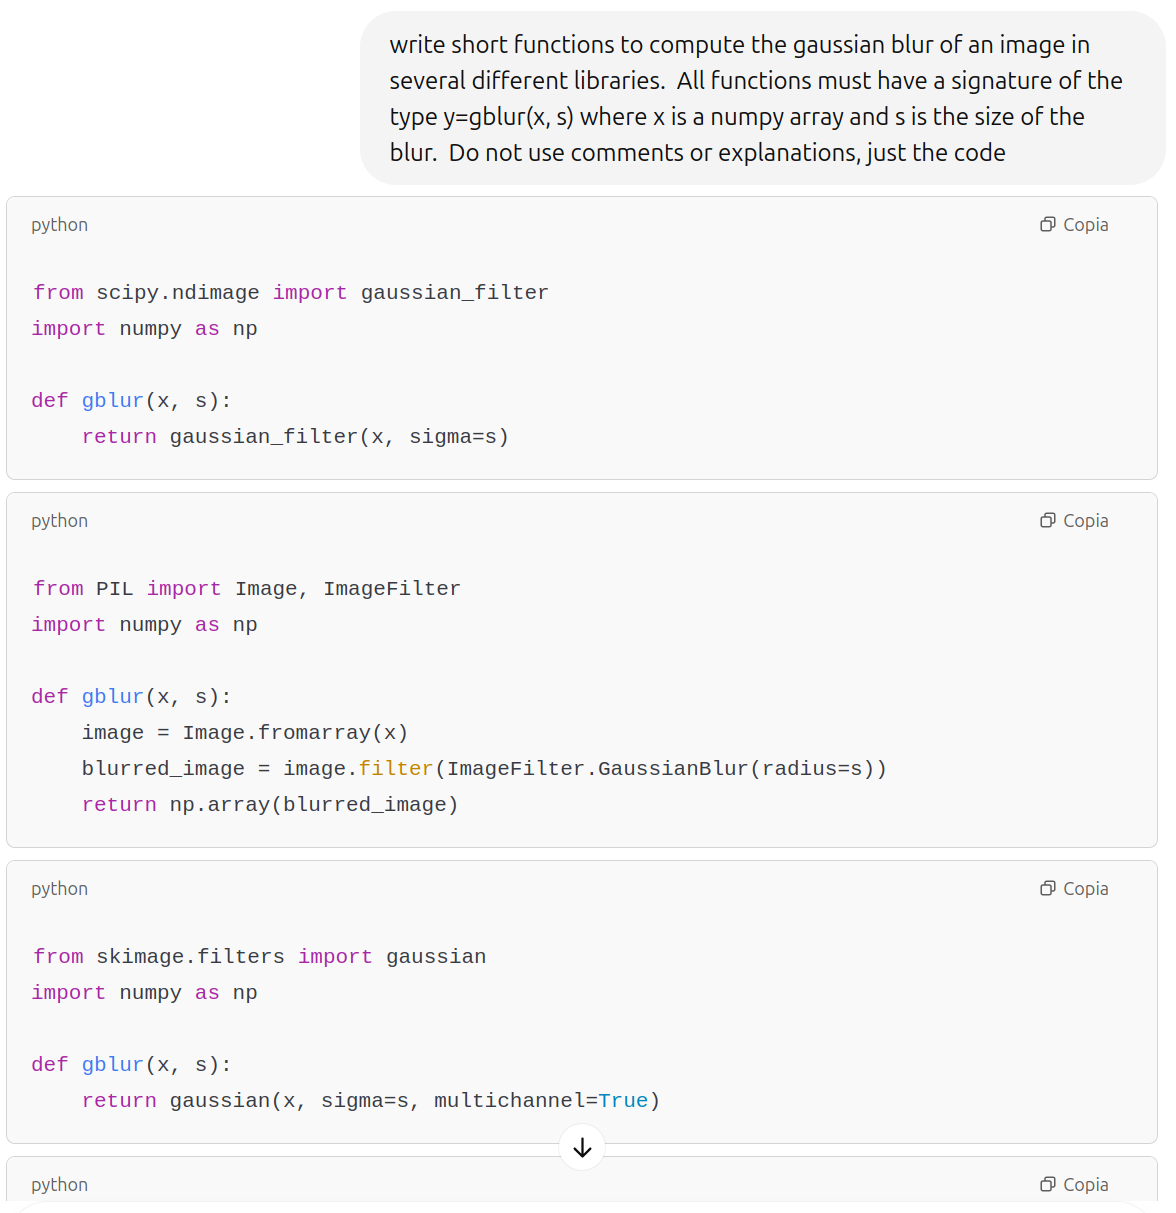 write short functions to compute the gaussian blur of an image in
several different libraries.  All functions must have a signature of the
type y=gblur(x, s) where x is a numpy array and s is the size of the
blur.  Do not use comments or explanations, just the code
python
Copia
from scipy.ndimage import gaussian_filter
import numpy as np
def gblur(x, s):
    return gaussian_filter(x, sigma=s)
python
Copia
from PIL import Image, ImageFilter
import numpy as np
def gblur(x, s):
    image = Image.fromarray(x)
    blurred_image = image.filter(ImageFilter.GaussianBlur(radius=s))
    return np.array(blurred_image)
python
Copia
from skimage.filters import gaussian
import numpy as np
def gblur(x, s):
    return gaussian(x, sigma=s, multichannel=True)
python
Copia